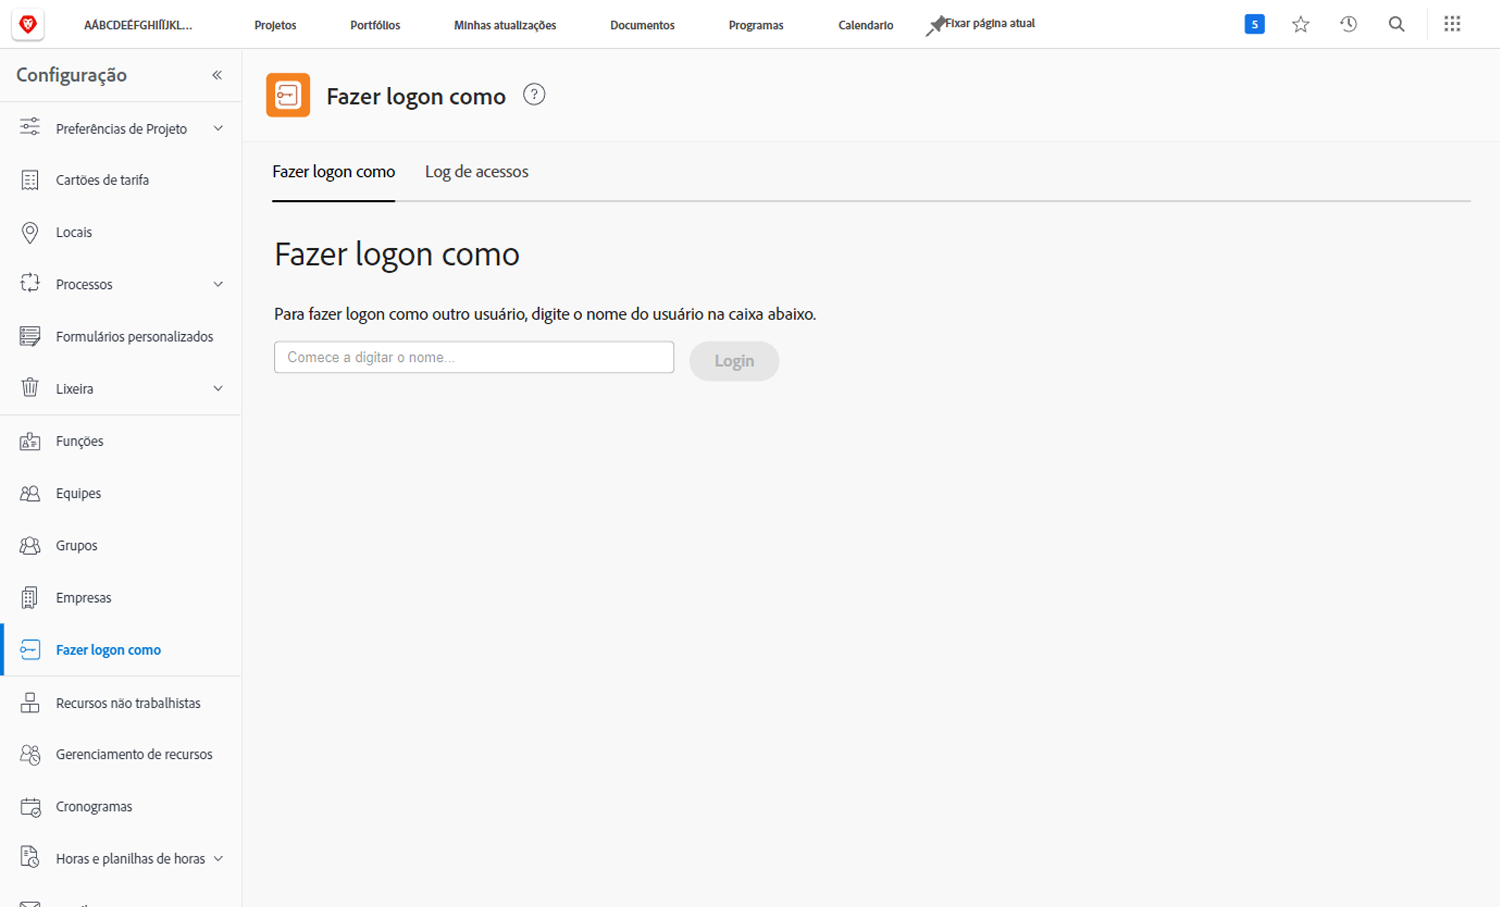 AÁBCDEÉFGHIÍÏJKL...
Projetos
Portfólios
Minhas atualizações
Documentos
Programas
Calendario
Fixar página atual
5
Configuração
Fazer logon como
?
Preferências de Projeto
Cartões de tarifa
Locais
Processos
Formulários personalizados
Lixeira
Funções
Equipes
Grupos
Empresas
Fazer logon como
Recursos não trabalhistas
Gerenciamento de recursos
Cronogramas
Horas e planilhas de horas
Fazer logon como
Log de acessos
Fazer logon como
Para fazer logon como outro usuário, digite o nome do usuário na caixa abaixo.
Comece a digitar o nome...
Login